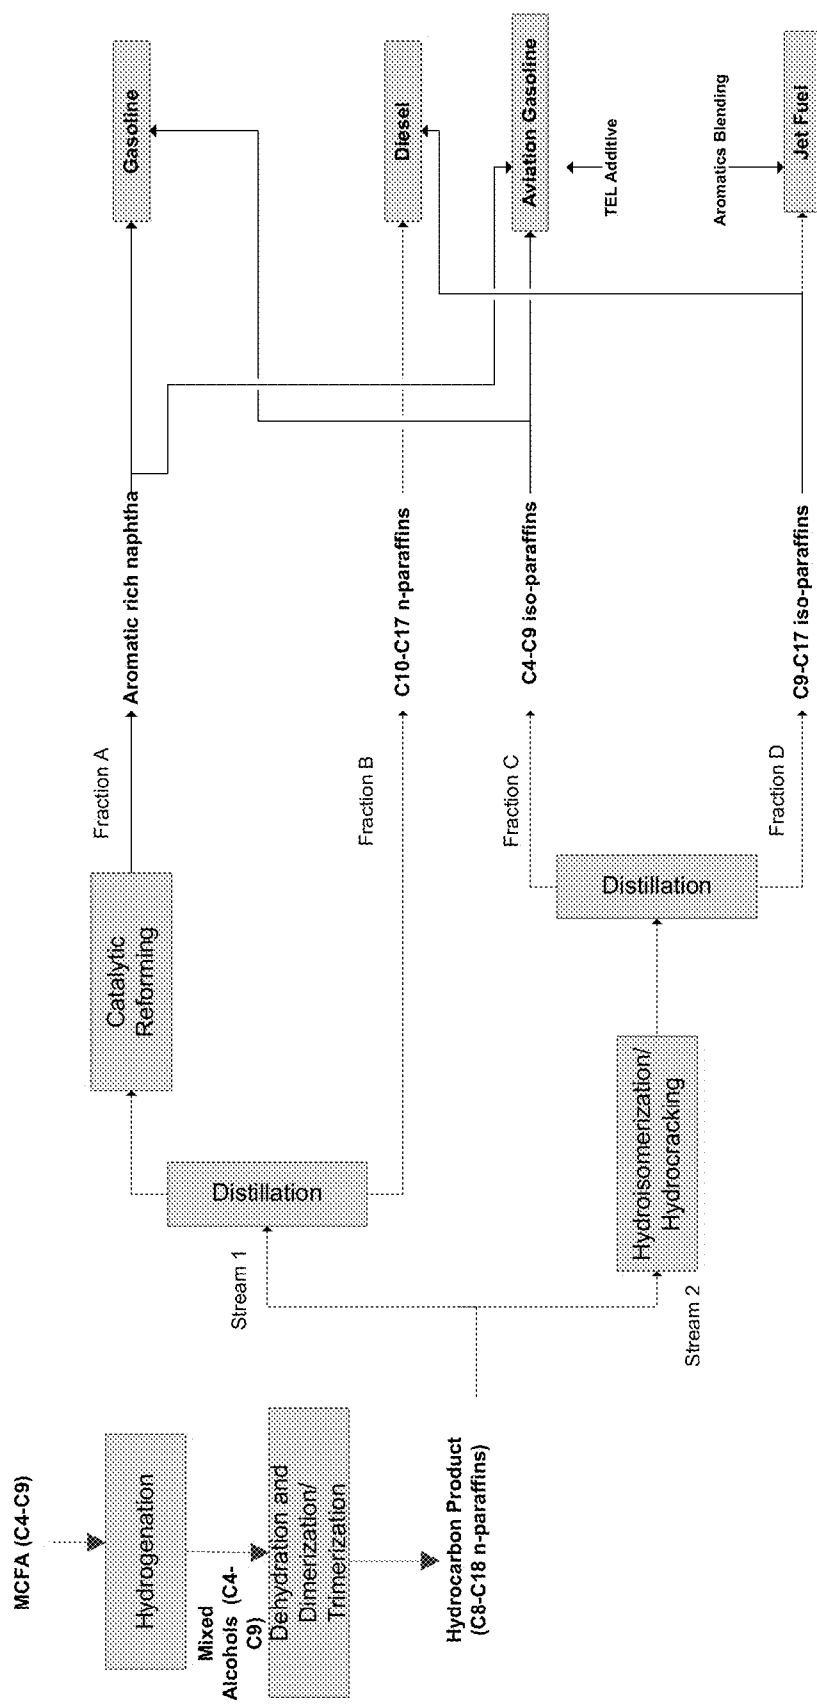 MCFA (C4-C9)
Hydrogenation
Mixed
Alcohols (C4-
C9)
Dehydration and
Dimerization/
Trimerization
Hydrocarbon Product
(C8-C18 n-paraffins)
Stream 1
Stream 2
Distillation
Hydroisomerization/
Hydrocracking
Catalytic
Reforming
Distillation
Fraction A
Fraction B
Fraction C
Fraction D
Aromatic rich naphtha
C10-C17 n-paraffins
C4-C9 iso-paraffins
C9-C17 iso-paraffins
Gasoline
Diesel
Aviation Gasoline
TEL Additive
Aromatics Blending
Jet Fuel